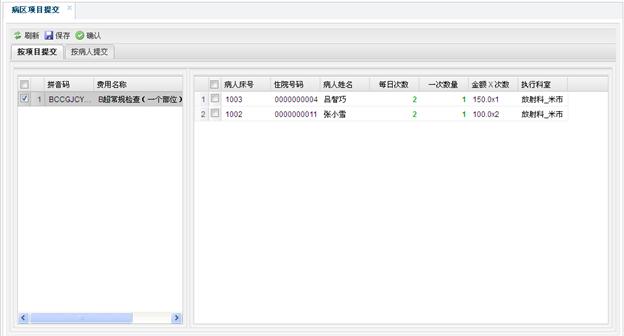 病区项目提交
刷新 保存 确认
按项目提交 按病人提交
拼音码 费用名称
1 BCCGJCY... B超常规检查（一个部位）
病人床号 住院号码 病人姓名 每日次数 一次数量 金额X次数 执行科室
1 1003 0000000004 吕智巧 2 1 150.0x1 放射科_米市
2 1002 0000000011 张小雪 2 1 100.0x2 放射科_米市